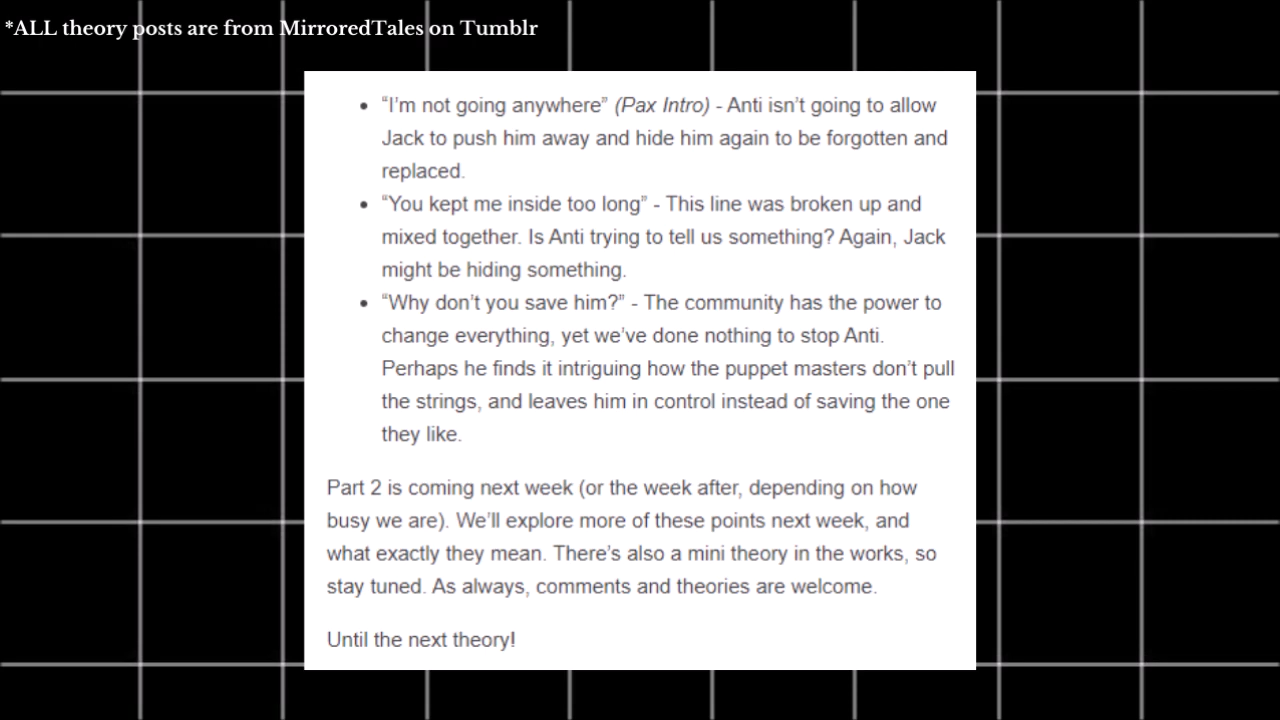 *ALL theory posts are from MirroredTales on Tumblr
• “I’m not going anywhere” (Pax Intro) - Anti isn’t going to allow
Jack to push him away and hide him again to be forgotten and
replaced.
• “You kept me inside too long” - This line was broken up and
mixed together. Is Anti trying to tell us something? Again, Jack
might be hiding something.
• “Why don’t you save him?” - The community has the power to
change everything, yet we’ve done nothing to stop Anti.
Perhaps he finds it intriguing how the puppet masters don’t pull
the strings, and leaves him in control instead of saving the one
they like.
Part 2 is coming next week (or the week after, depending on how
busy we are). We’ll explore more of these points next week, and
what exactly they mean. There’s also a mini theory in the works, so
stay tuned. As always, comments and theories are welcome.
Until the next theory!